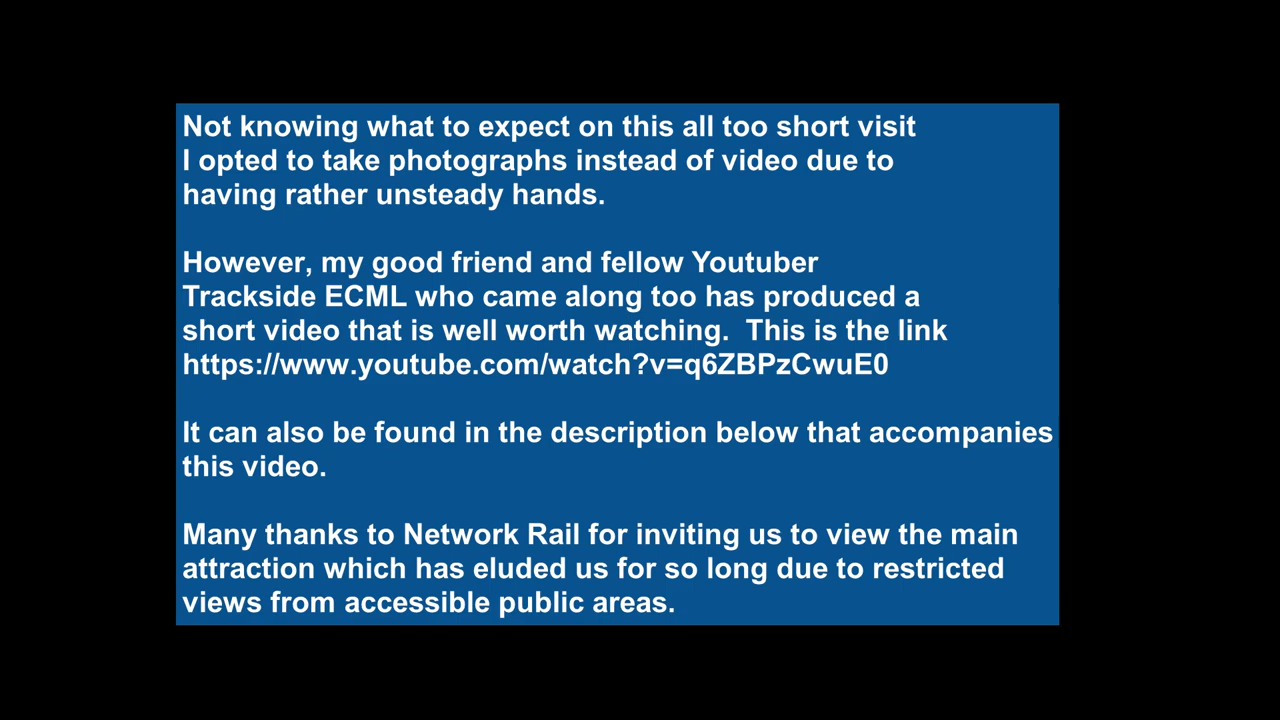 Not knowing what to expect on this all too short visit
I opted to take photographs instead of video due to
having rather unsteady hands.
However, my good friend and fellow Youtuber
Trackside ECML who came along too has produced a
short video that is well worth watching.  This is the link
https://www.youtube.com/watch?v=q6ZBPzCwuE0
It can also be found in the description below that accompanies
this video.
Many thanks to Network Rail for inviting us to view the main
attraction which has eluded us for so long due to restricted
views from accessible public areas.